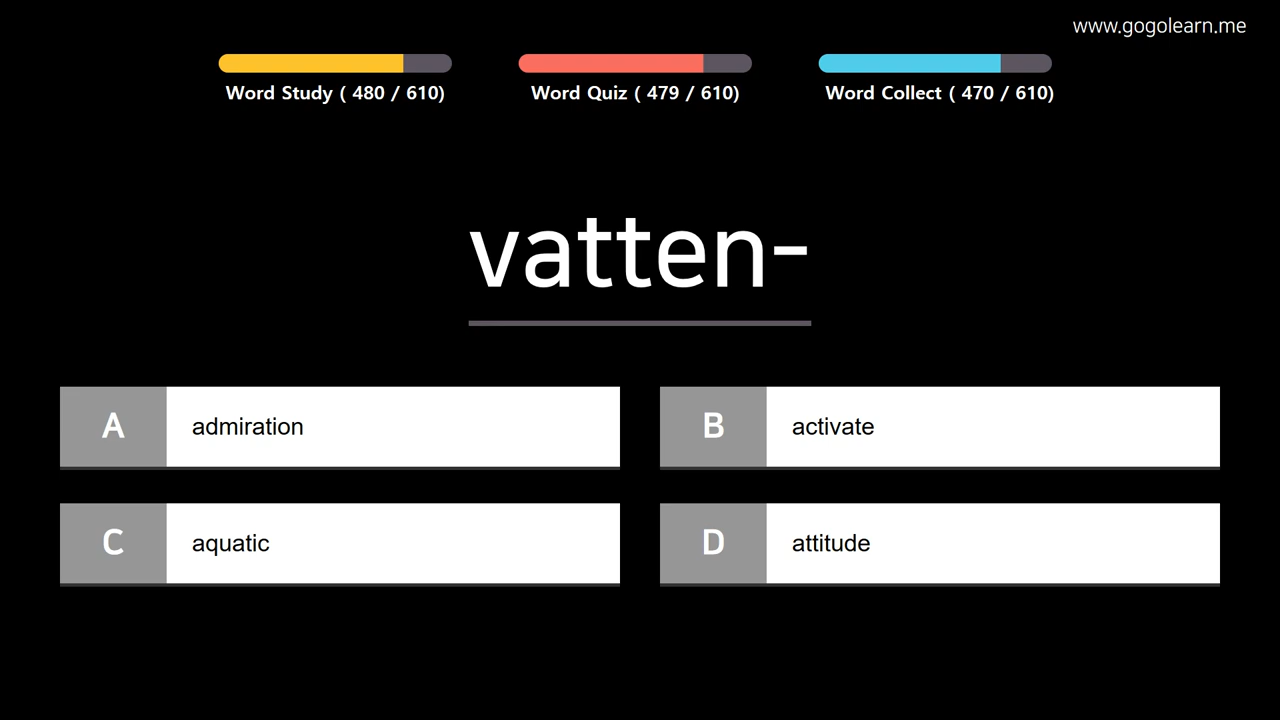 www.gogolearn.me
Word Study ( 480 / 610)
Word Quiz ( 479 / 610)
Word Collect ( 470 / 610)
vatten-
A admiration
B activate
C aquatic
D attitude